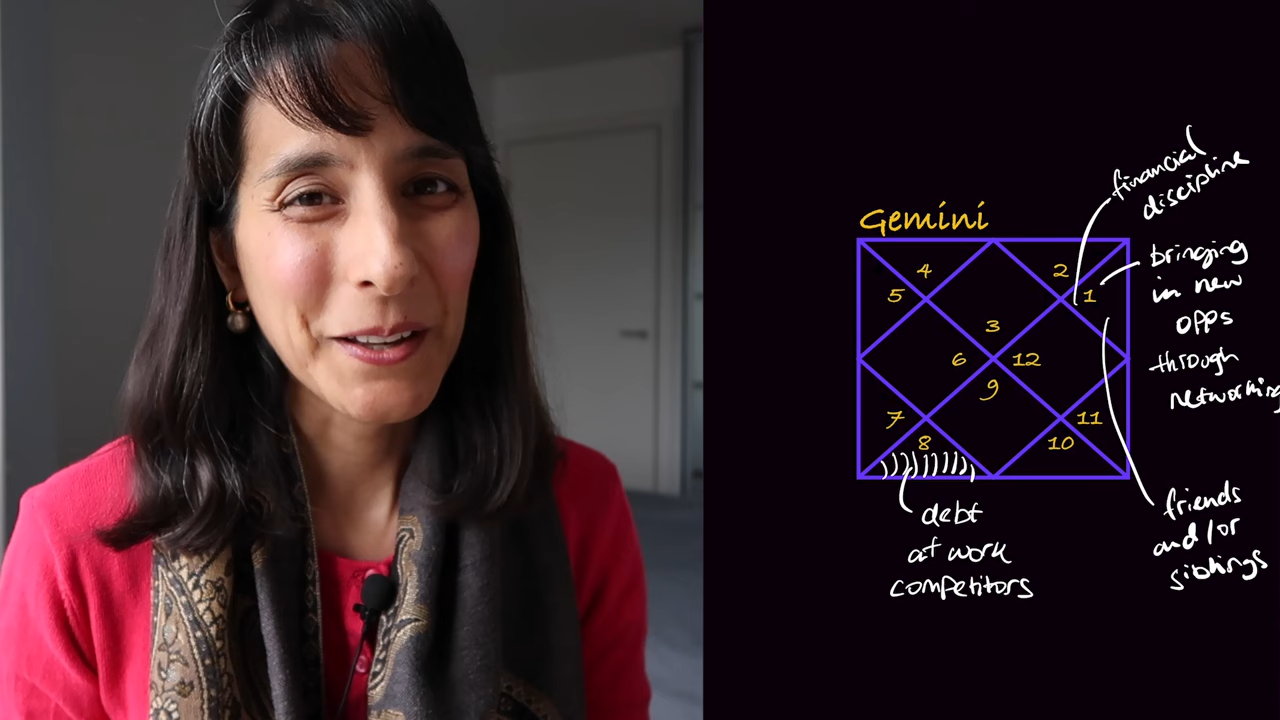 Gemini
4
5
2
1
3
6
12
9
7
8
11
10
financial
discipline
bringing
in new
opps
through
networking
friends
and/or
siblings
debt
at work
competitors